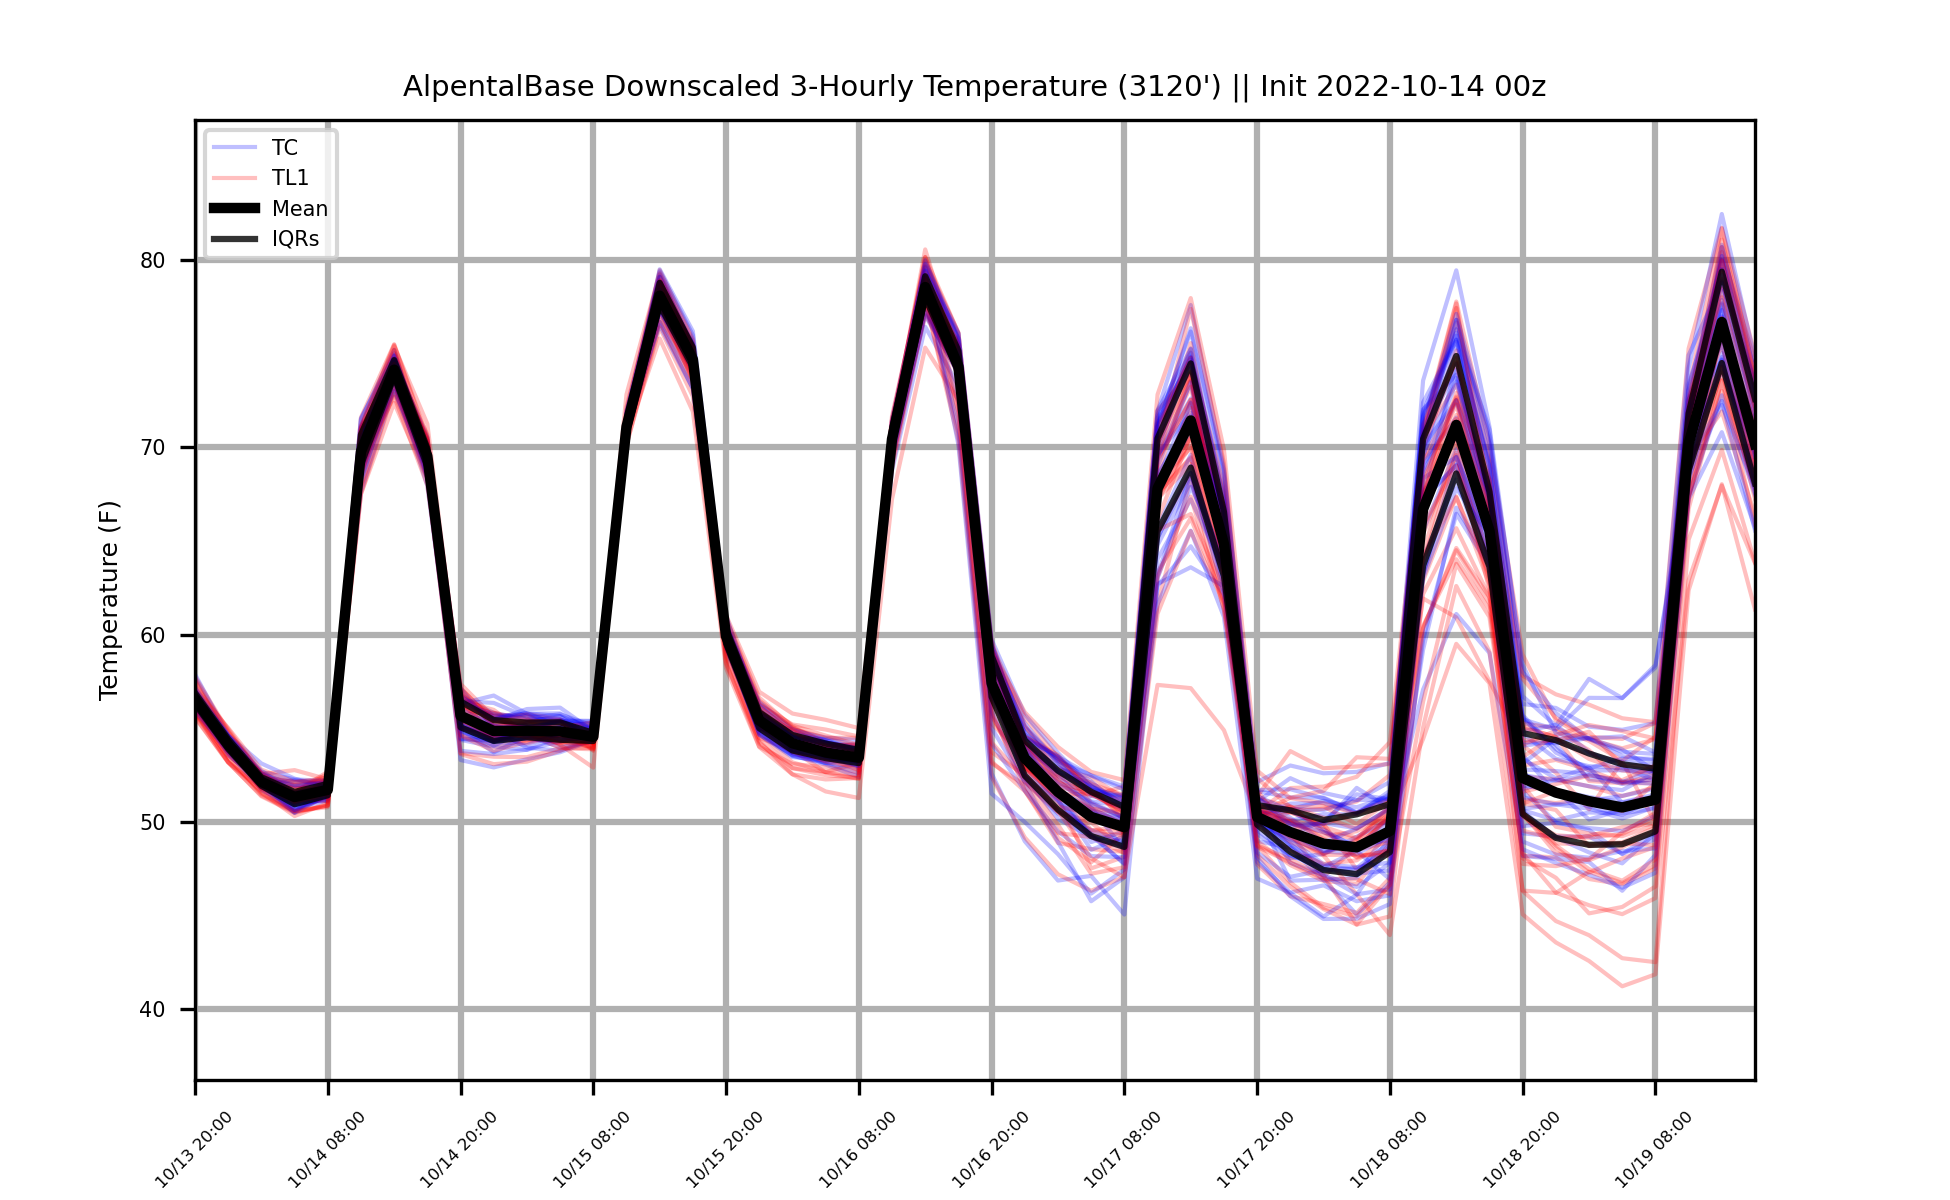 AlpentalBase Downscaled 3-Hourly Temperature (3120') || Init 2022-10-14 00z
TC
TL1
Mean
IQRs
Temperature (F)
80
70
60
50
40
10/13 20:00
10/14 08:00
10/14 20:00
10/15 08:00
10/15 20:00
10/16 08:00
10/16 20:00
10/17 08:00
10/17 20:00
10/18 08:00
10/18 20:00
10/19 08:00